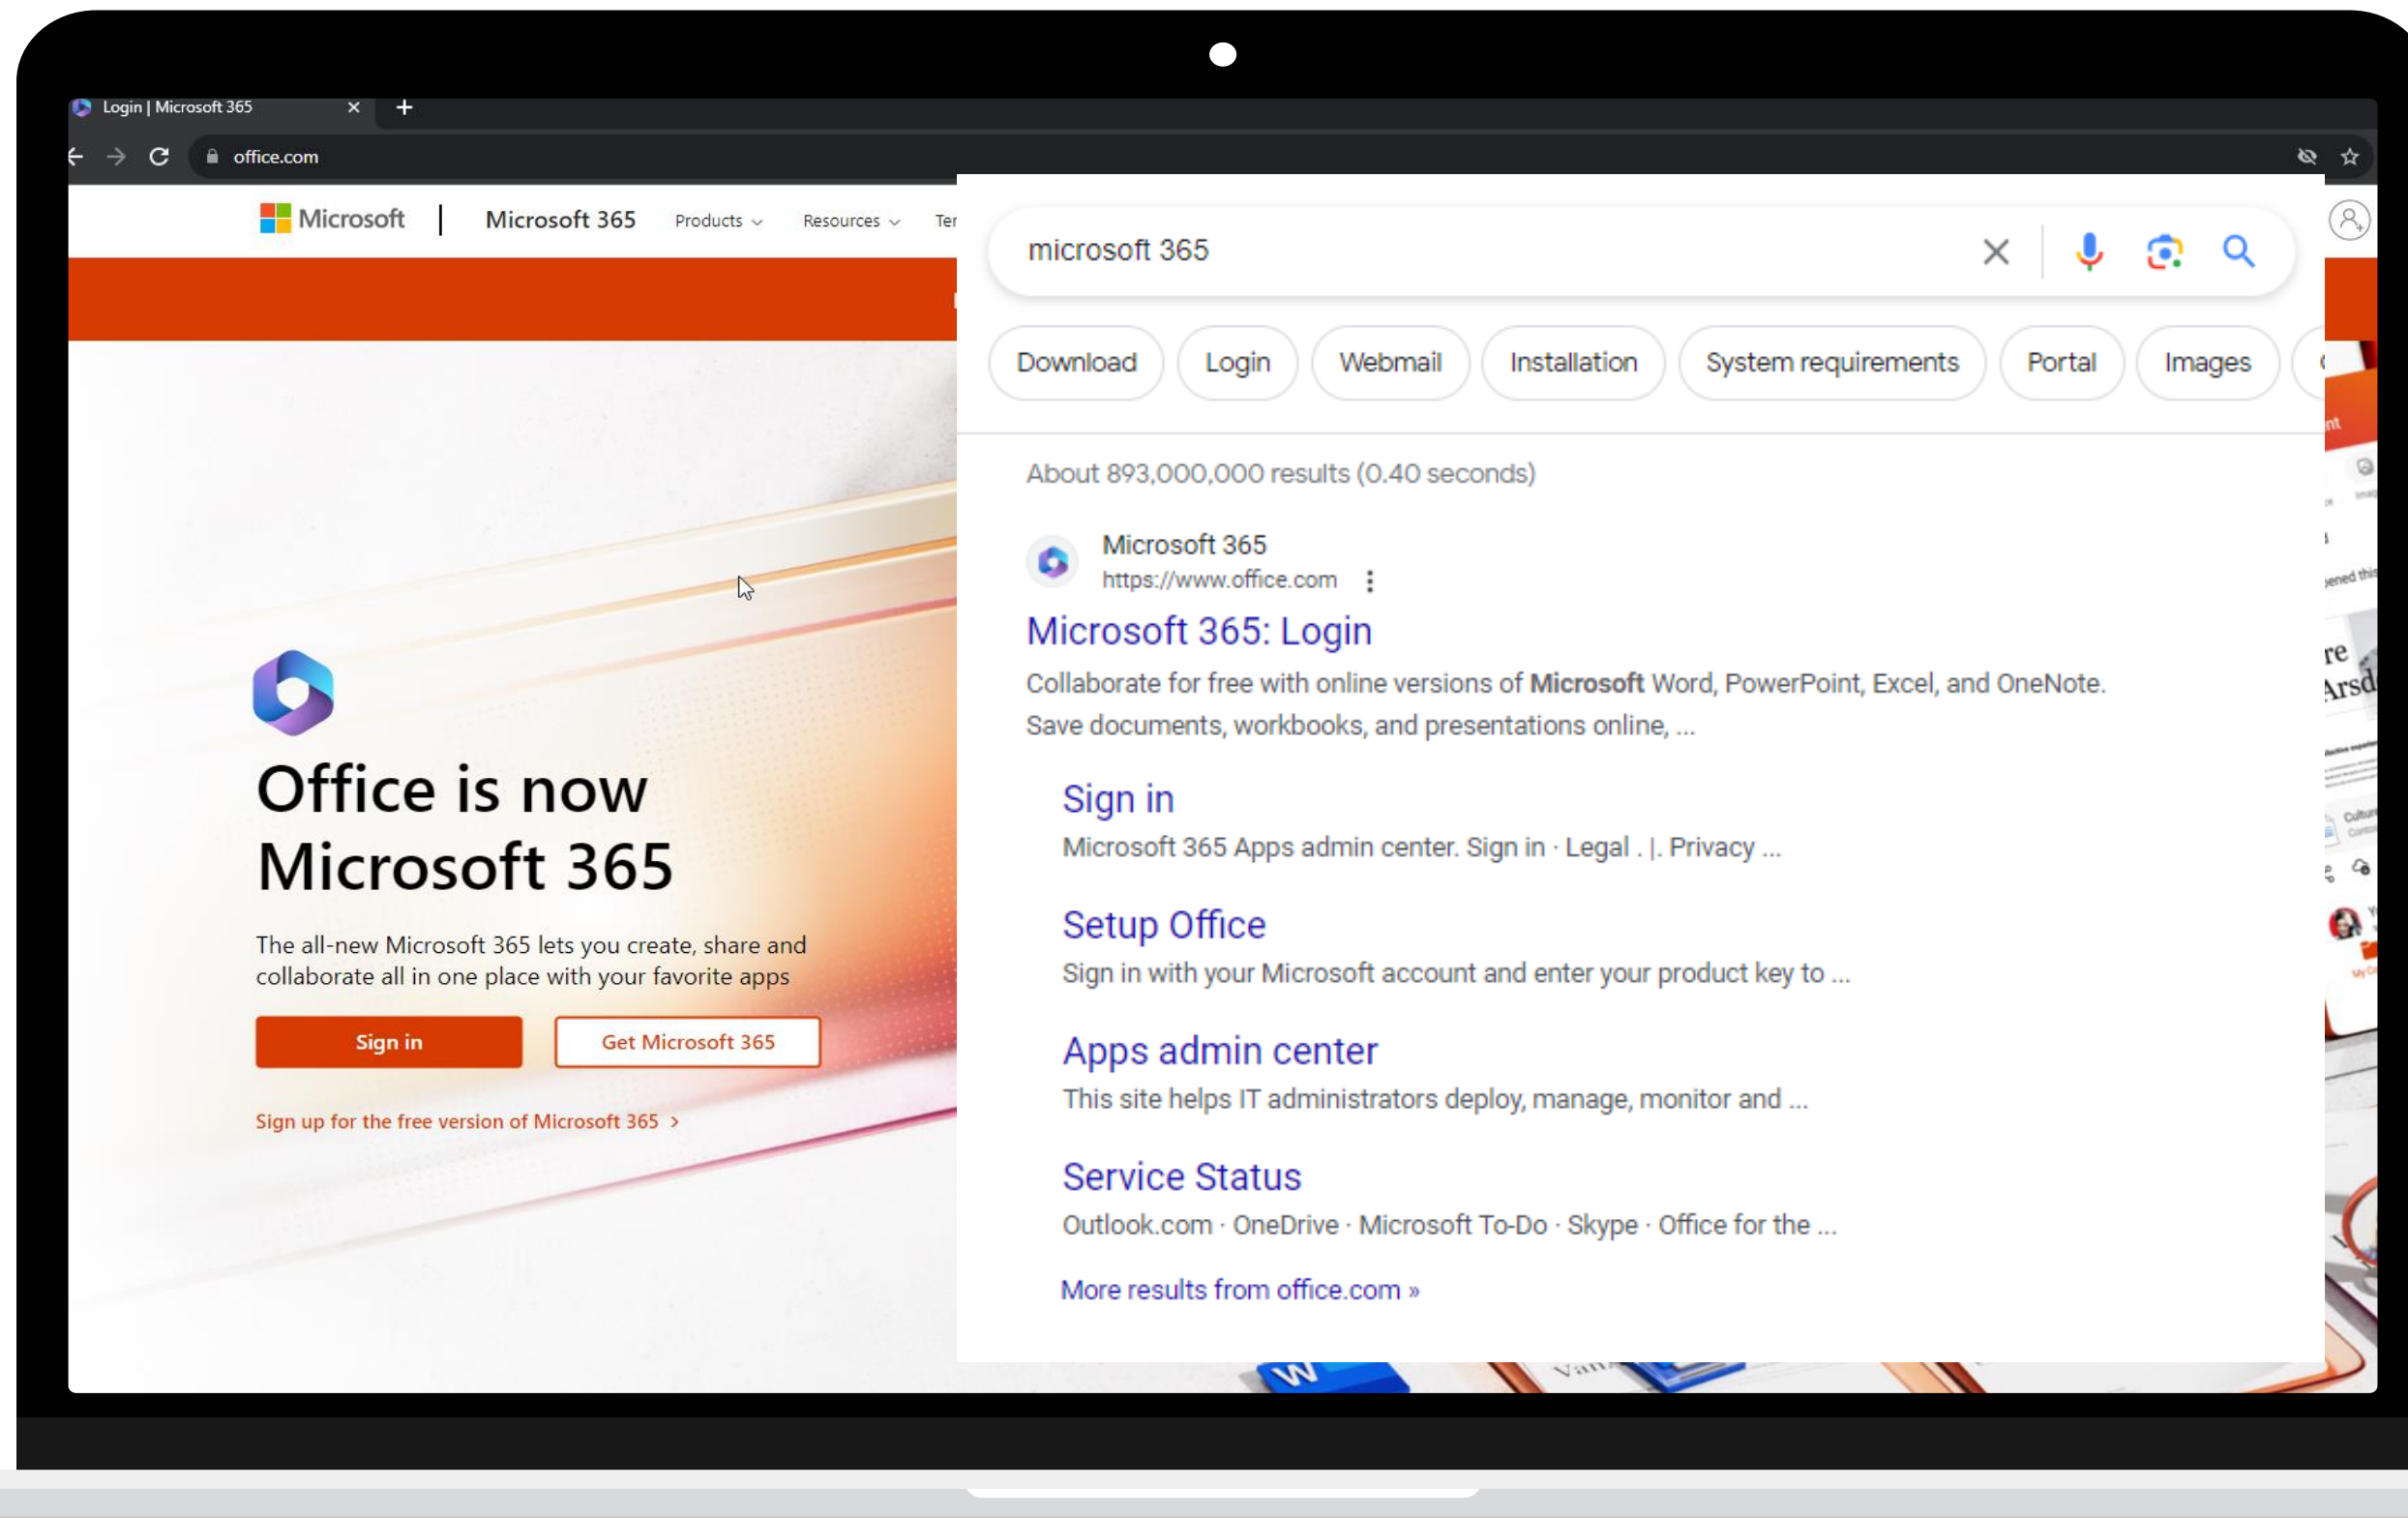 Login | Microsoft 365
office.com
Microsoft
Microsoft 365
Products
Resources
Office is now
Microsoft 365
The all-new Microsoft 365 lets you create, share and
collaborate all in one place with your favorite apps
Sign in
Get Microsoft 365
Sign up for the free version of Microsoft 365 >
microsoft 365
Download
Login
Webmail
Installation
System requirements
Portal
Images
About 893,000,000 results (0.40 seconds)
Microsoft 365
https://www.office.com
Microsoft 365: Login
Collaborate for free with online versions of Microsoft Word, PowerPoint, Excel, and OneNote.
Save documents, workbooks, and presentations online, ...
Sign in
Microsoft 365 Apps admin center. Sign in · Legal . |. Privacy ...
Setup Office
Sign in with your Microsoft account and enter your product key to ...
Apps admin center
This site helps IT administrators deploy, manage, monitor and ...
Service Status
Outlook.com · OneDrive · Microsoft To-Do · Skype · Office for the ...
More results from office.com »
W